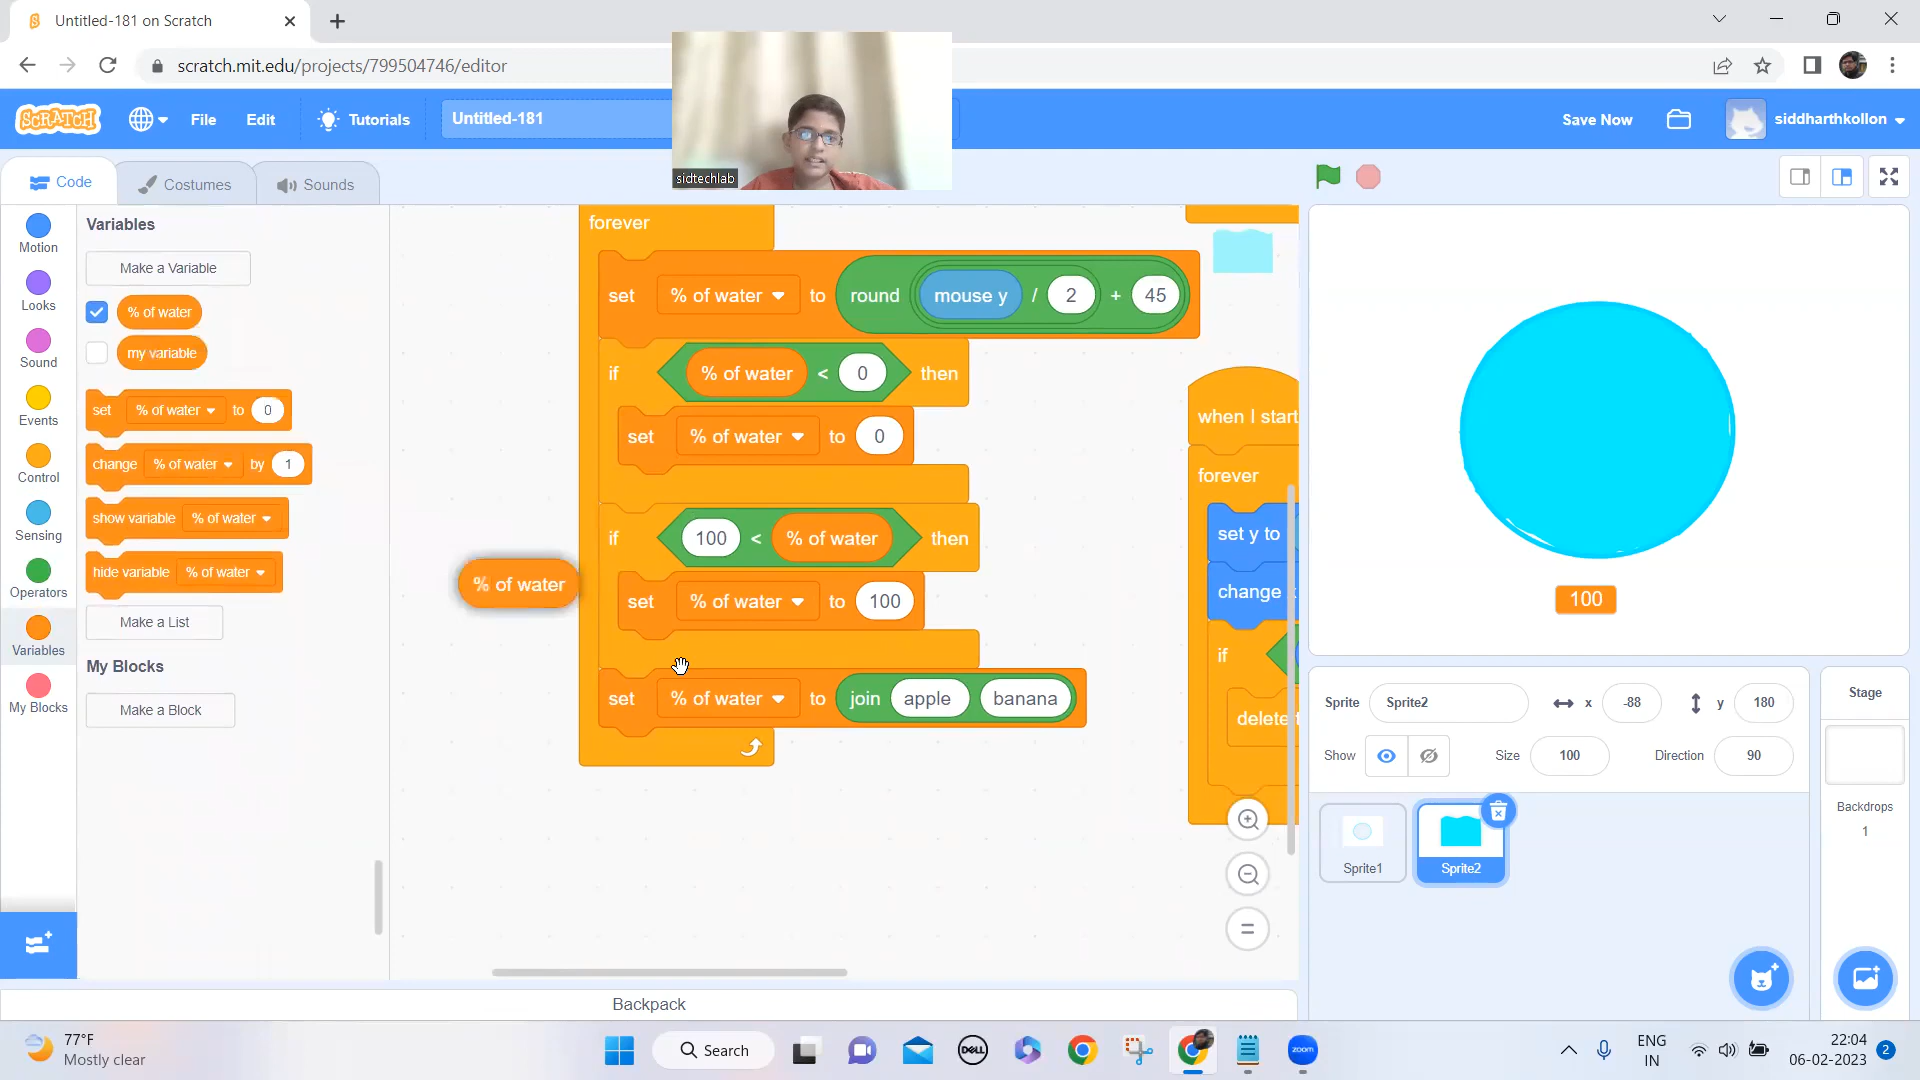 Untitled-181 on Scratch
scratch.mit.edu/projects/799504746/editor
SCRATCH
File
Edit
Tutorials
Untitled-181
Save Now
siddharthkollon
sidtechlab
Code
Costumes
Sounds
Motion
Looks
Sound
Events
Control
Sensing
Operators
Variables
My Blocks
Variables
Make a Variable
% of water
my variable
set % of water to 0
change % of water by 1
show variable % of water
hide variable % of water
Make a List
My Blocks
Make a Block
forever
set % of water to round mouse y / 2 + 45
if % of water < 0 then
set % of water to 0
if 100 < % of water then
% of water
set % of water to 100
set % of water to join apple banana
when I start
forever
set y to
change
if
delete
100
Sprite Sprite2 x -88 y 180
Show Size 100 Direction 90
Sprite1
Sprite2
Stage
Backdrops
1
Backpack
77°F
Mostly clear
Search
DELL
zoom
ENG
IN
22:04
06-02-2023
2